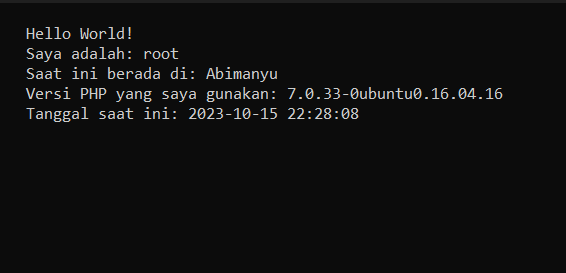 Hello World!
Saya adalah: root
Saat ini berada di: Abimanyu
Versi PHP yang saya gunakan: 7.0.33-0ubuntu0.16.04.16
Tanggal saat ini: 2023-10-15 22:28:08